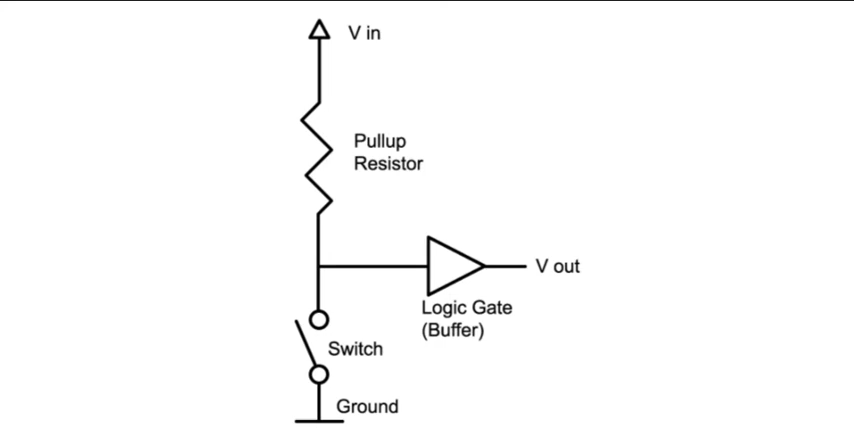 V in
Pullup
Resistor
V out
Logic Gate
(Buffer)
Switch
Ground